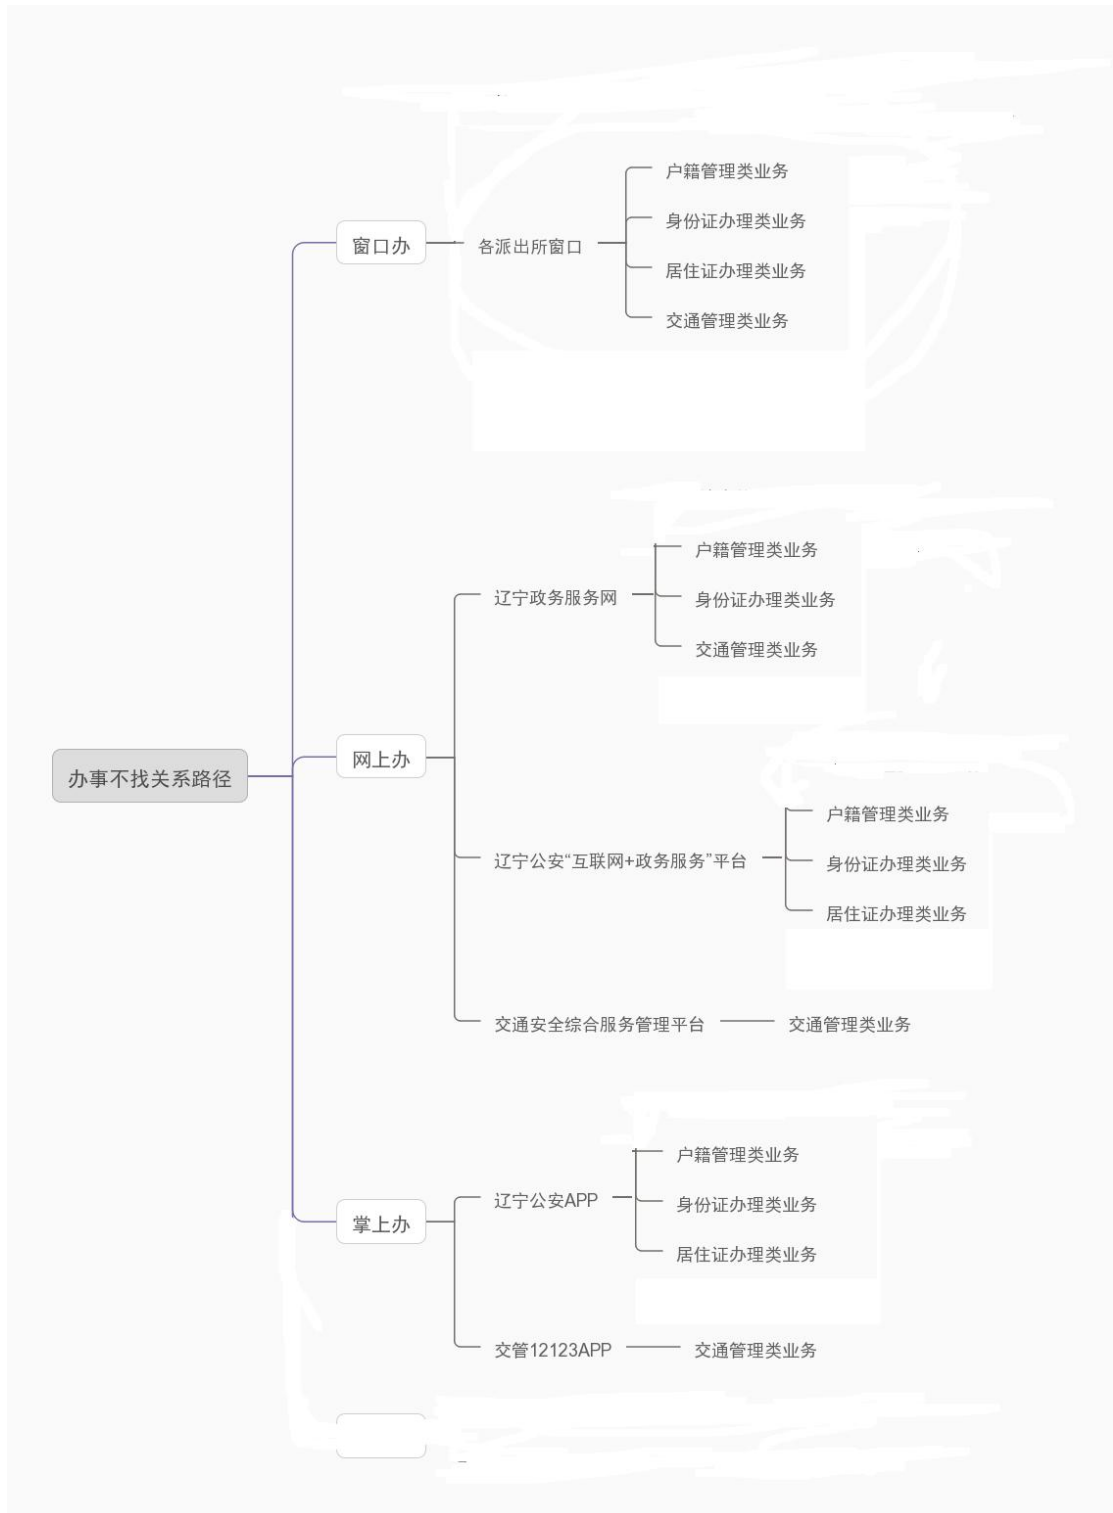 户籍管理类业务
身份证办理类业务
窗口办
各派出所窗口
居住证办理类业务
交通管理类业务
户籍管理类业务
辽宁政务服务网
身份证办理类业务
交通管理类业务
网上办
办事不找关系路径
户籍管理类业务
辽宁公安“互联网+政务服务”平台
身份证办理类业务
居住证办理类业务
交通安全综合服务管理平台
交通管理类业务
户籍管理类业务
辽宁公安APP
身份证办理类业务
掌上办
居住证办理类业务
交管12123APP
交通管理类业务